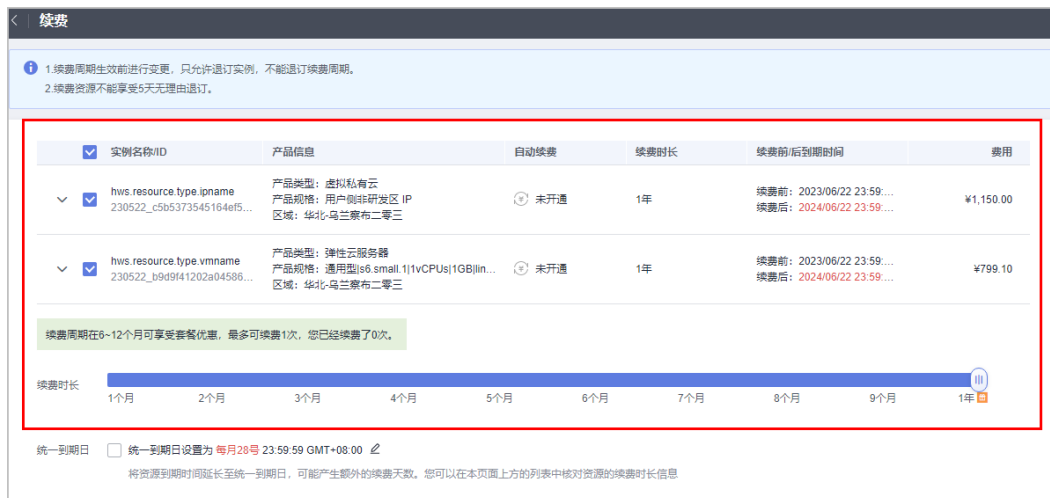 续费
1.续费周期生效前进行变更，只允许退订实例，不能退订续费周期。
2.续费资源不能享受5天无理由退订。
实例名称/ID 产品信息 自动续费 续费时长 续费前/后到期时间 费用
hws.resource.type.ipname
230522_c5b5373545164ef5...
产品类型：虚拟私有云
产品规格：用户侧非研发区 IP
区域：华北-乌兰察布二零三
未开通
1年
续费前：2023/06/22 23:59:...
续费后：2024/06/22 23:59:...
¥1,150.00
hws.resource.type.vmname
230522_b9d9f41202a04586...
产品类型：弹性云服务器
产品规格：通用型|s6.small.1|1vCPUs|1GB|lin...
区域：华北-乌兰察布二零三
未开通
1年
续费前：2023/06/22 23:59:...
续费后：2024/06/22 23:59:...
¥799.10
续费周期在6~12个月可享受套餐优惠，最多可续费1次，您已经续费了0次。
续费时长
1个月 2个月 3个月 4个月 5个月 6个月 7个月 8个月 9个月 1年 惠
统一到期日 统一到期日设置为 每月28号 23:59:59 GMT+08:00
将资源到期时间延长至统一到期日，可能产生额外的续费天数。您可以在本页面上方的列表中核对资源的续费时长信息